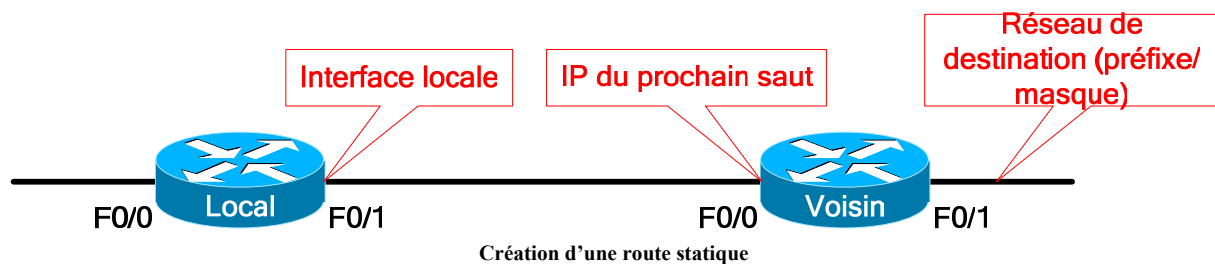 Réseau de
destination (préfixe/
masque)
Interface locale
IP du prochain saut
Local
Voisin
F0/0
F0/1
F0/0
F0/1
Création d’une route statique